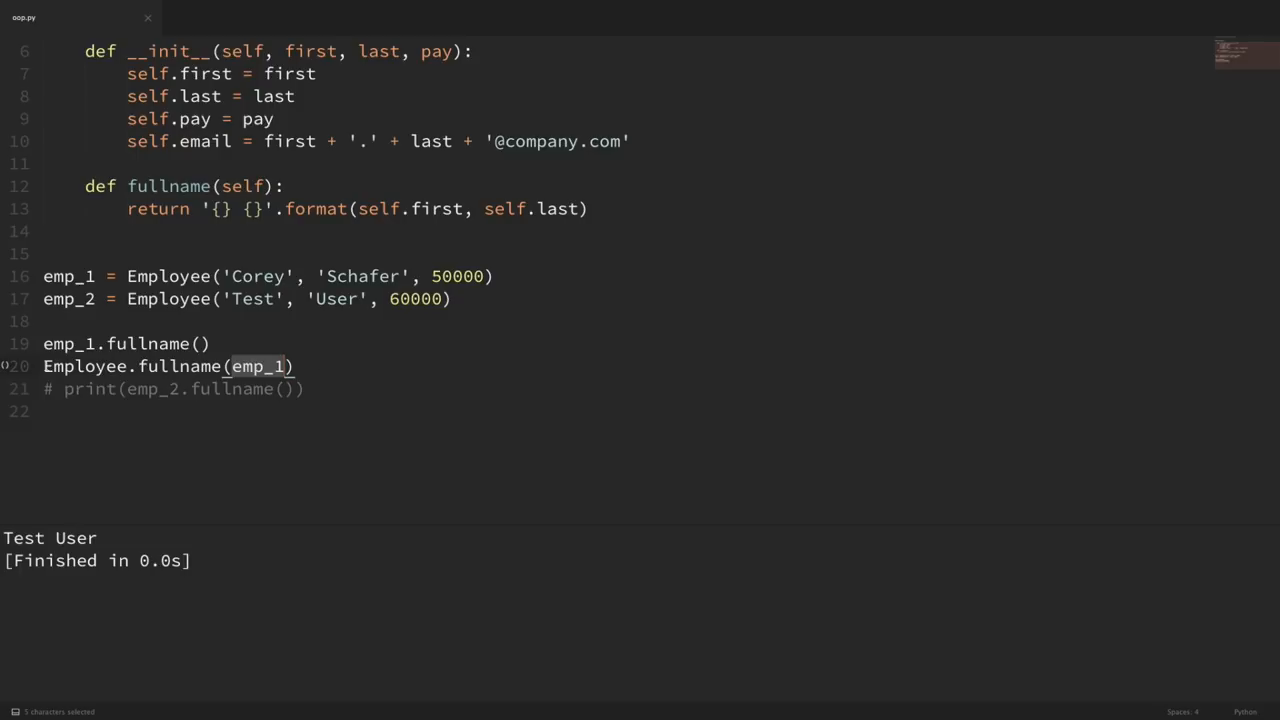 oop.py ×
6     def __init__(self, first, last, pay):
7         self.first = first
8         self.last = last
9         self.pay = pay
10         self.email = first + '.' + last + '@company.com'
11
12     def fullname(self):
13         return '{} {}'.format(self.first, self.last)
14
15
16 emp_1 = Employee('Corey', 'Schafer', 50000)
17 emp_2 = Employee('Test', 'User', 60000)
18
19 emp_1.fullname()
()20 Employee.fullname(emp_1)
21 # print(emp_2.fullname())
22
Test User
[Finished in 0.0s]
5 characters selected Spaces: 4 Python